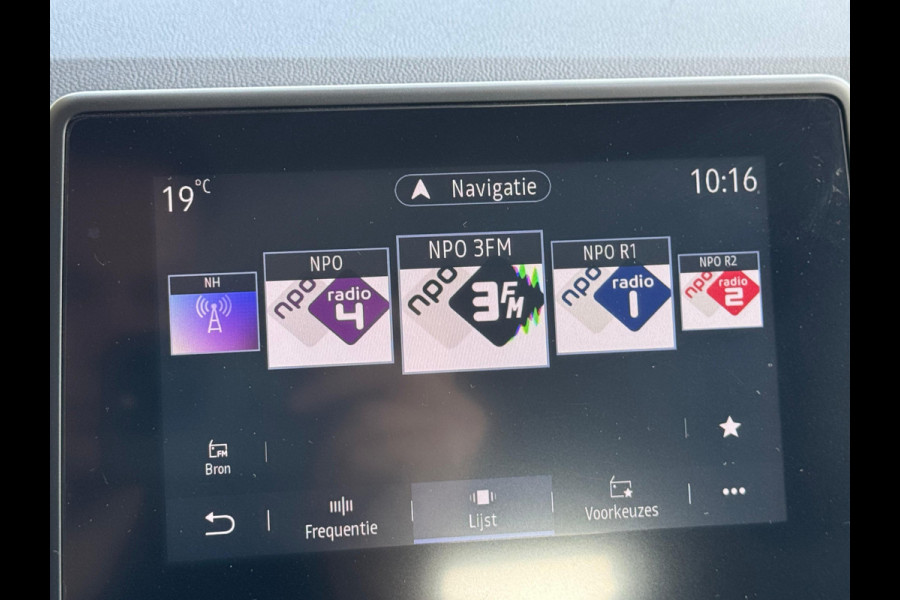 19°C
Navigatie
10:16
NH
NPO
npo radio 4
NPO 3FM
npo 3FM
NPO R1
npo radio 1
NPO R2
npo radio 2
FM
Bron
Frequentie
Lijst
Voorkeuzes